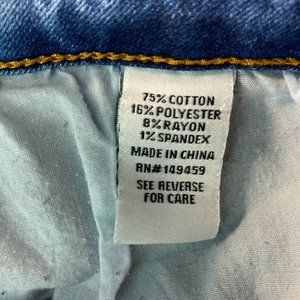 75% COTTON
16% POLYESTER
8% RAYON
1% SPANDEX
MADE IN CHINA
RN# 149459
SEE REVERSE
FOR CARE